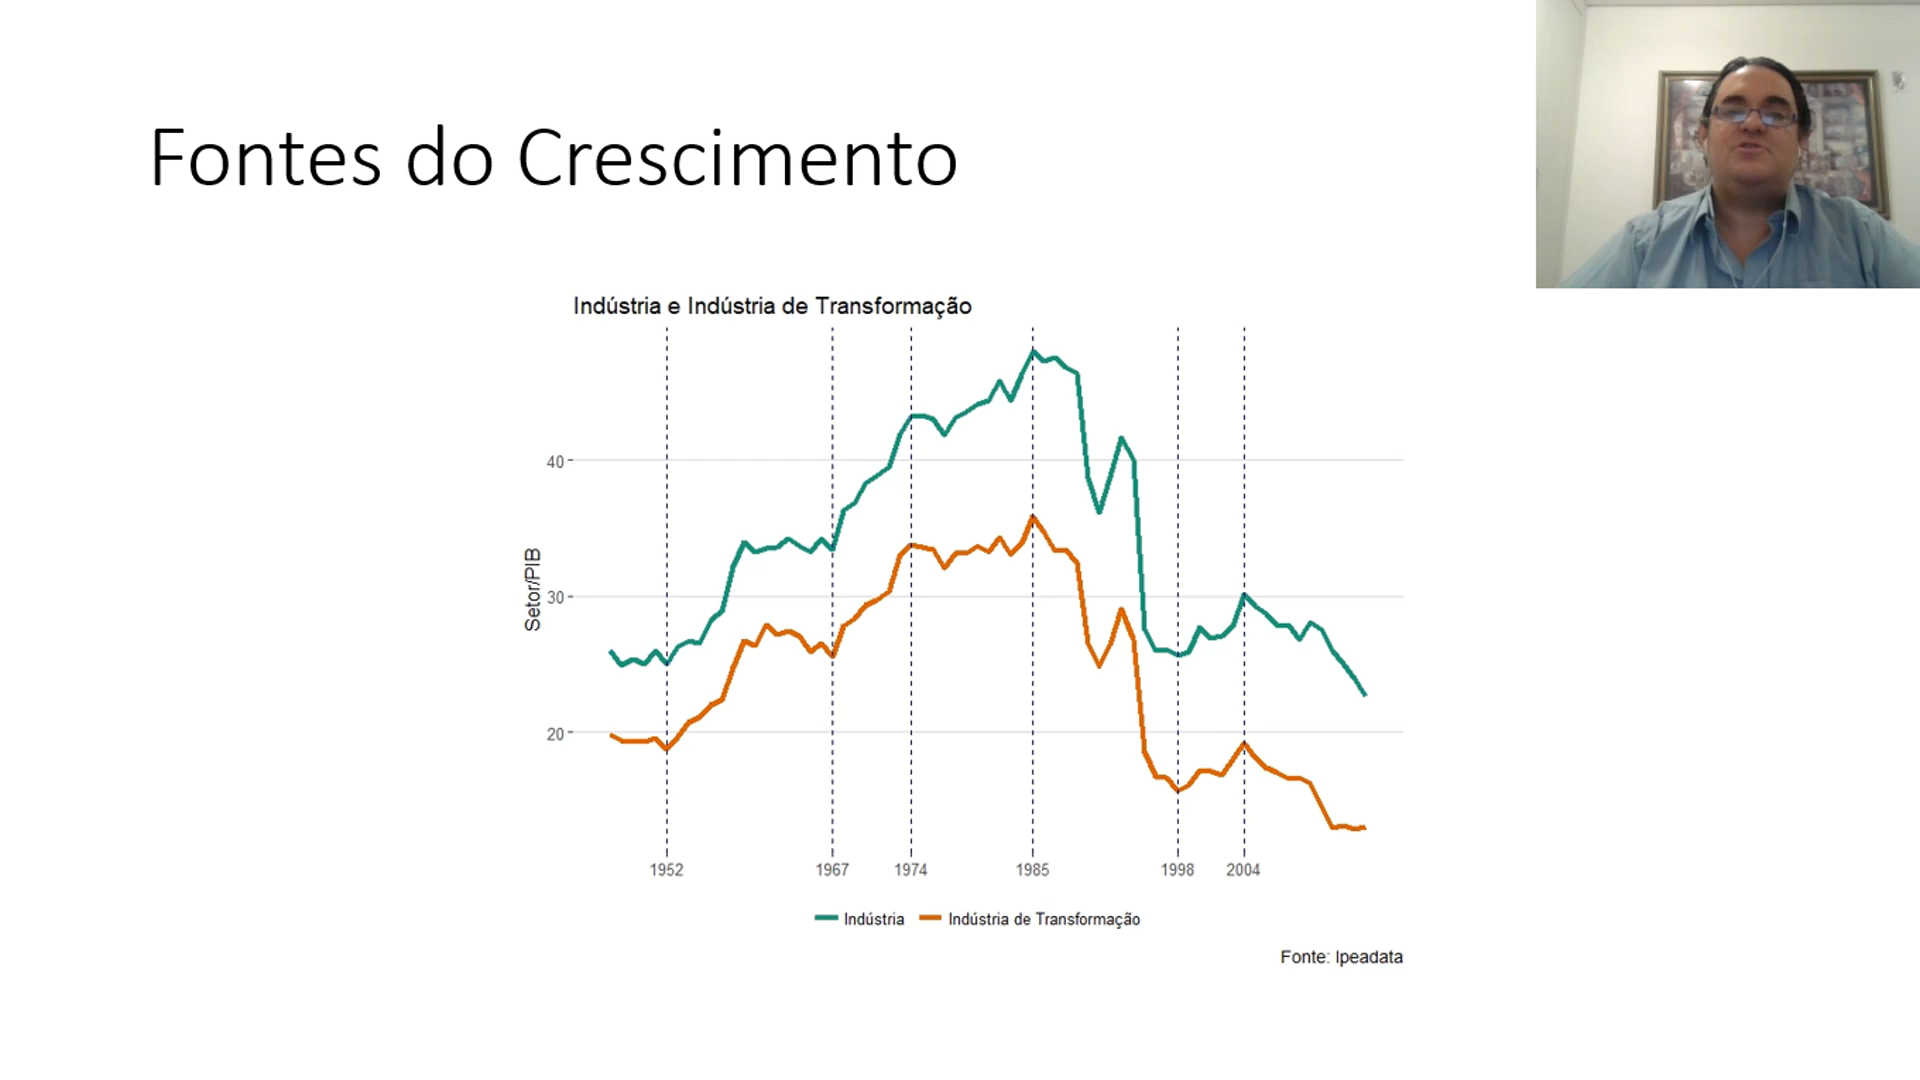 Fontes do Crescimento
Indústria e Indústria de Transformação
Setor/PIB
40
30
20
1952 1967 1974 1985 1998 2004
Indústria Indústria de Transformação
Fonte: Ipeadata